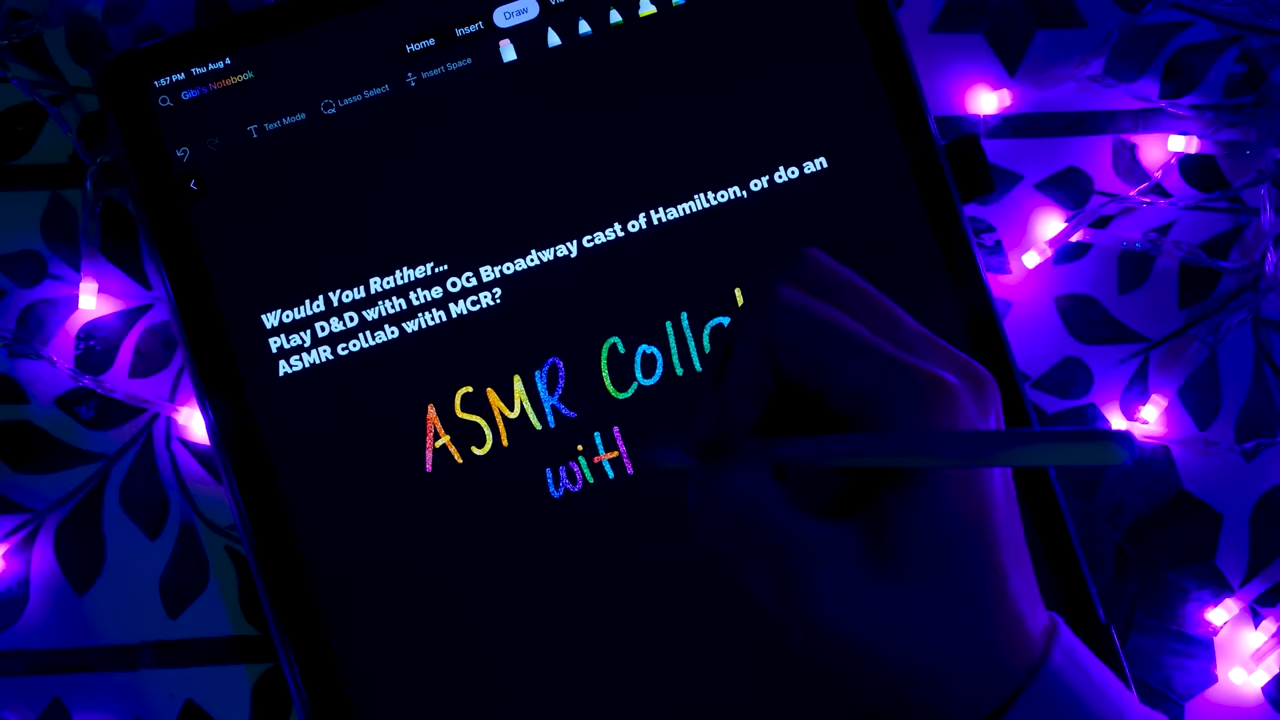 Home Insert Draw
1:57 PM Thu Aug 4
Gibi's Notebook
Text Mode Lasso Select Insert Space
Would You Rather...
Play D&D with the OG Broadway cast of Hamilton, or do an
ASMR collab with MCR?
ASMR
with